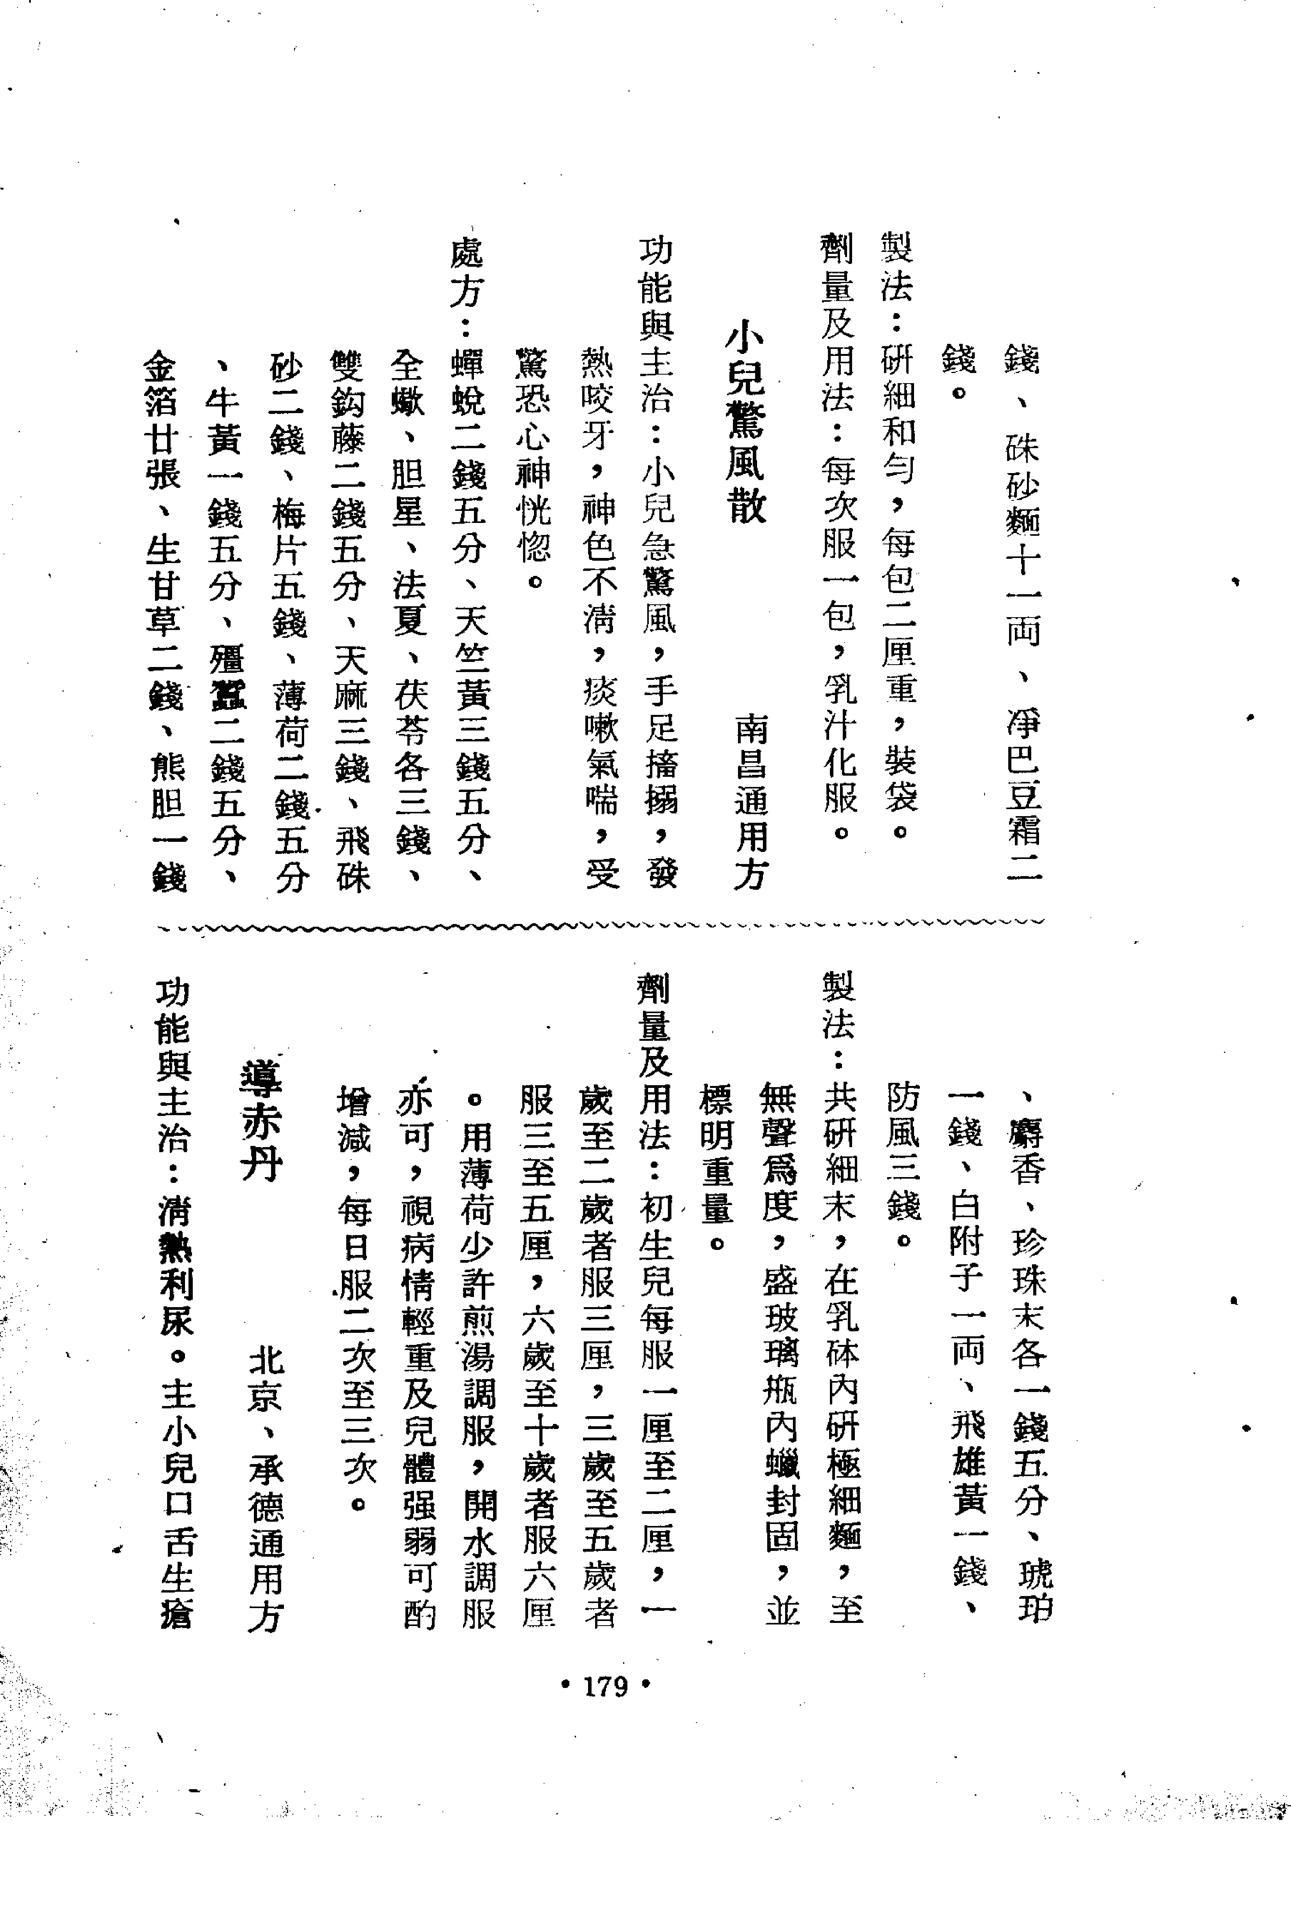 錢、硃砂麵十一両、凈巴豆霜二
錢。
製法：研細和勻，每包二厘重，裝袋。
劑量及用法：每次服一包，乳汁化服。
小兒驚風散　南昌通用方
功能與主治：小兒急驚風，手足搐搦，發
熱咬牙，神色不淸，痰嗽氣喘，受
驚恐心神恍惚。
處方：蟬蛻二錢五分、天竺黃三錢五分、
全蠍、胆星、法夏、茯苓各三錢、
雙鈎藤二錢五分、天麻三錢、飛硃
砂二錢、梅片五錢、薄荷二錢五分
、牛黃一錢五分、殭蠶二錢五分、
金箔廿張、生甘草二錢、熊胆一錢
、麝香、珍珠末各一錢五分、琥珀
一錢、白附子一両、飛雄黃一錢、
防風三錢。
製法：共研細末，在乳砵內研極細麵，至
無聲爲度，盛玻璃瓶內蠟封固，並
標明重量。
劑量及用法：初生兒每服一厘至二厘，一
歲至二歲者服三厘，三歲至五歲者
服三至五厘，六歲至十歲者服六厘
。用薄荷少許煎湯調服，開水調服
亦可，視病情輕重及兒體强弱可酌
增減，每日服二次至三次。
導赤丹　北京、承德通用方
功能與主治：淸熱利尿。主小兒口舌生瘡
• 179 •